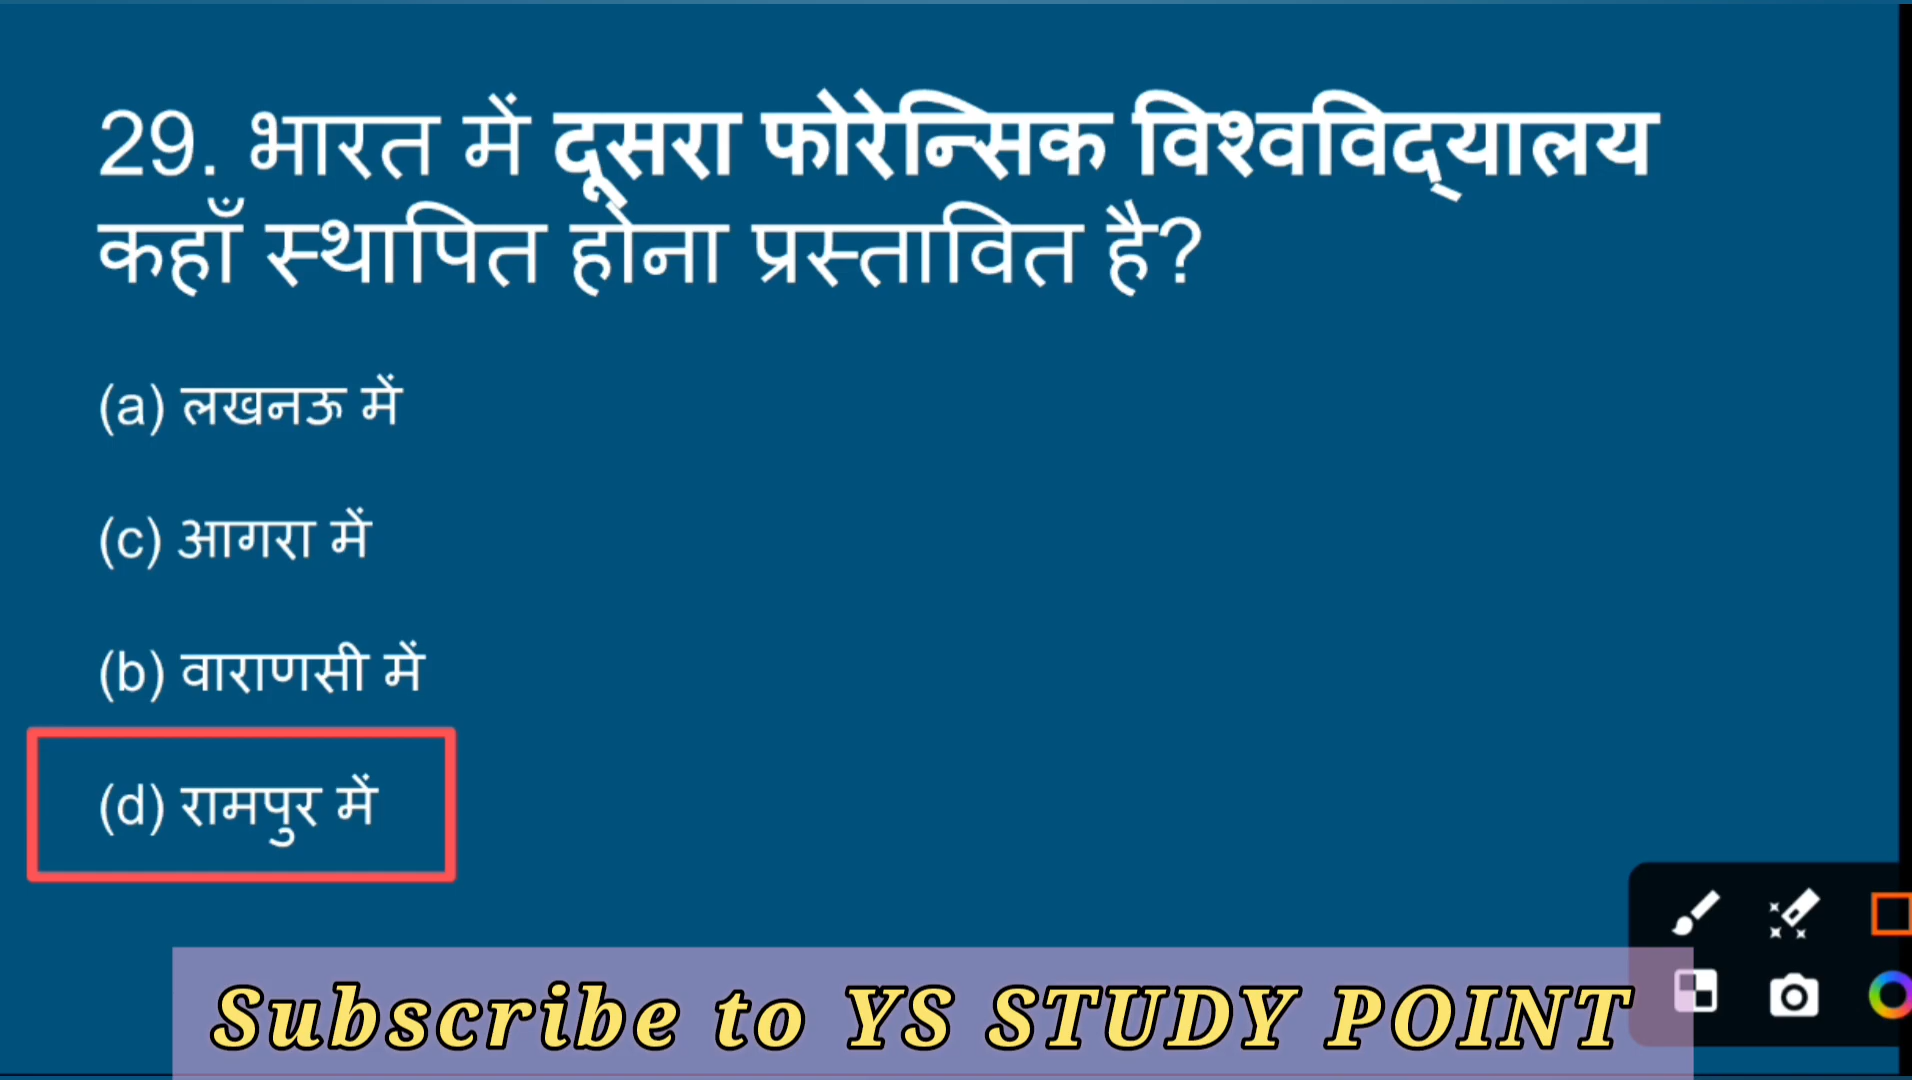 29. भारत में दूसरा फोरेन्सिक विश्वविद्यालय
कहाँ स्थापित होना प्रस्तावित है?
(a) लखनऊ में
(c) आगरा में
(b) वाराणसी में
(d) रामपुर में
Subscribe to YS STUDY POINT